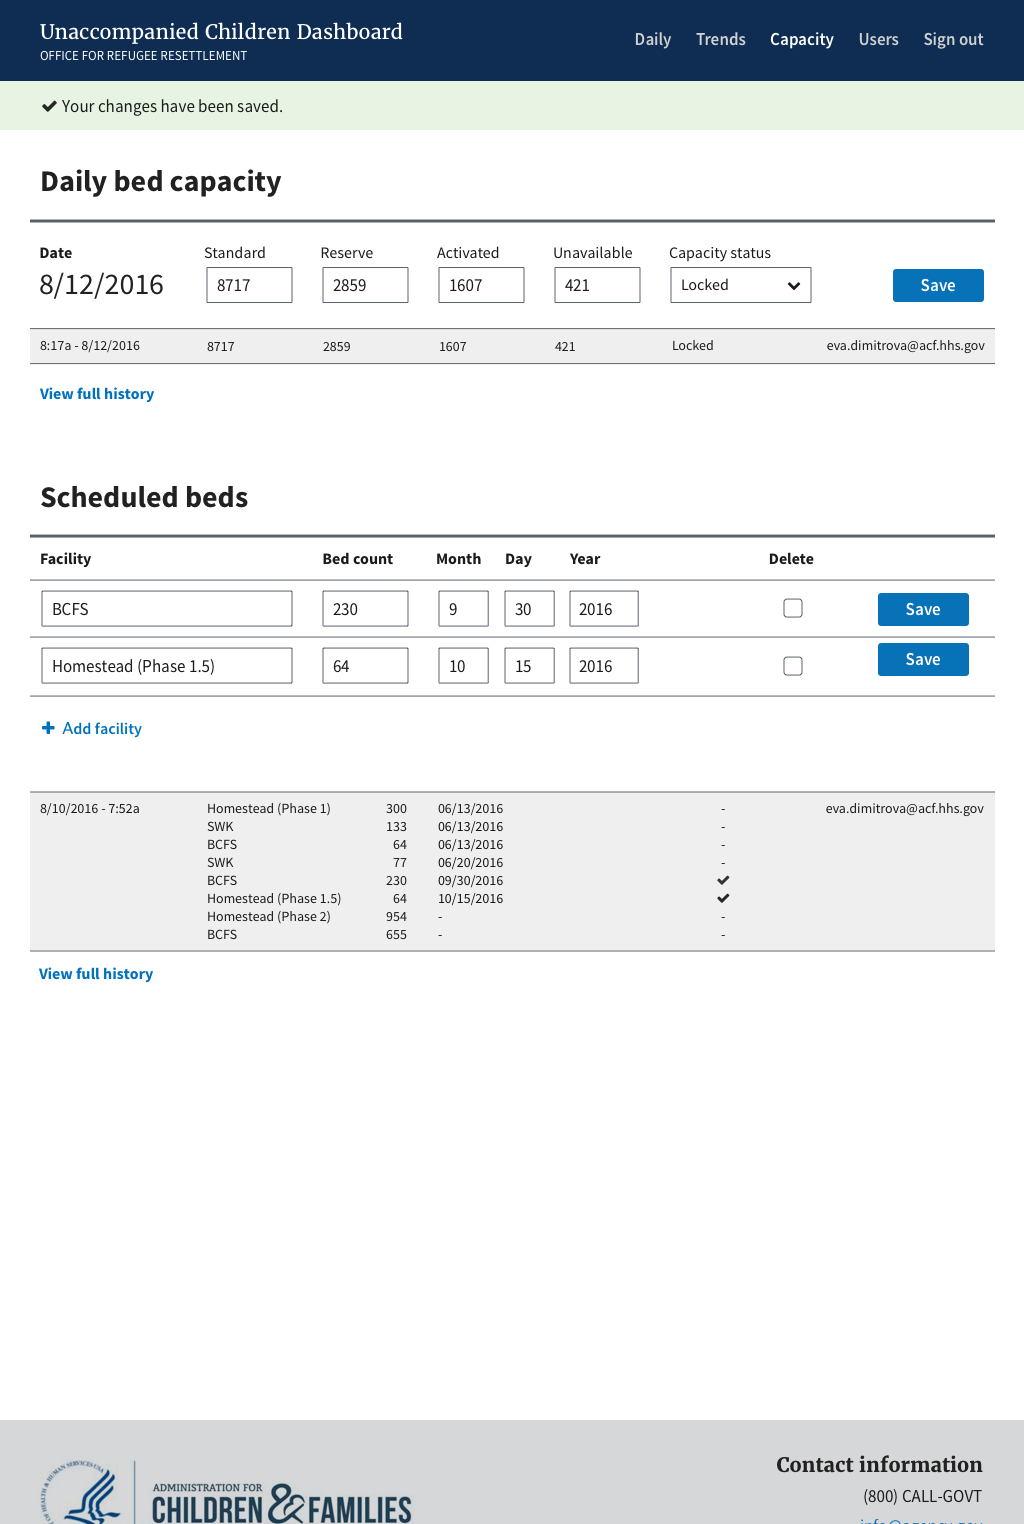 Unaccompanied Children Dashboard
OFFICE FOR REFUGEE RESETTLEMENT
Daily Trends Capacity Users Sign out
Your changes have been saved.
Daily bed capacity
Date Standard Reserve Activated Unavailable Capacity status
8/12/2016 8717 2859 1607 421 Locked Save
8:17a - 8/12/2016 8717 2859 1607 421 Locked eva.dimitrova@acf.hhs.gov
View full history
Scheduled beds
Facility Bed count Month Day Year Delete
BCFS 230 9 30 2016 Save
Homestead (Phase 1.5) 64 10 15 2016 Save
Add facility
8/10/2016 - 7:52a Homestead (Phase 1) 300 06/13/2016 - eva.dimitrova@acf.hhs.gov
SWK 133 06/13/2016 -
BCFS 64 06/13/2016 -
SWK 77 06/20/2016 -
BCFS 230 09/30/2016 ✔
Homestead (Phase 1.5) 64 10/15/2016 ✔
Homestead (Phase 2) 954 - -
BCFS 655 - -
View full history
ADMINISTRATION FOR
CHILDREN & FAMILIES
Contact information
(800) CALL-GOVT